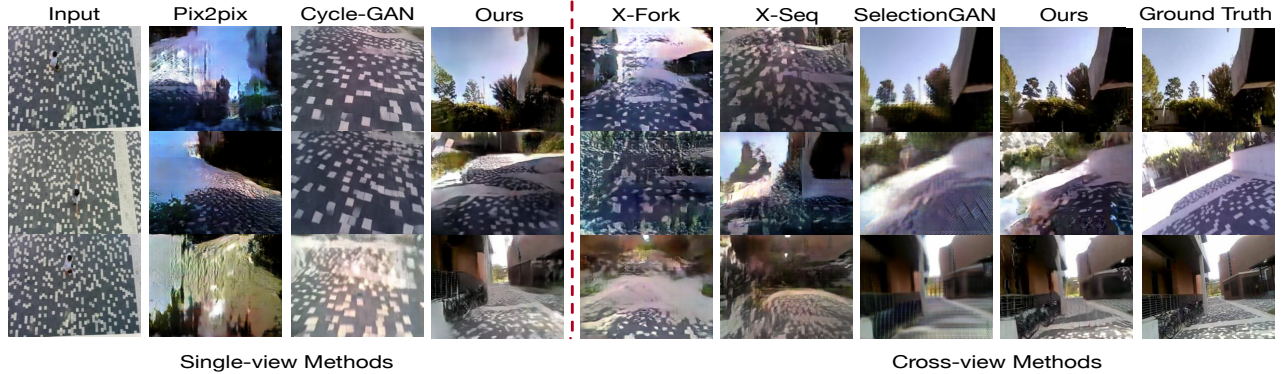 Input Pix2pix Cycle-GAN Ours X-Fork X-Seq SelectionGAN Ours Ground Truth
Single-view Methods Cross-view Methods